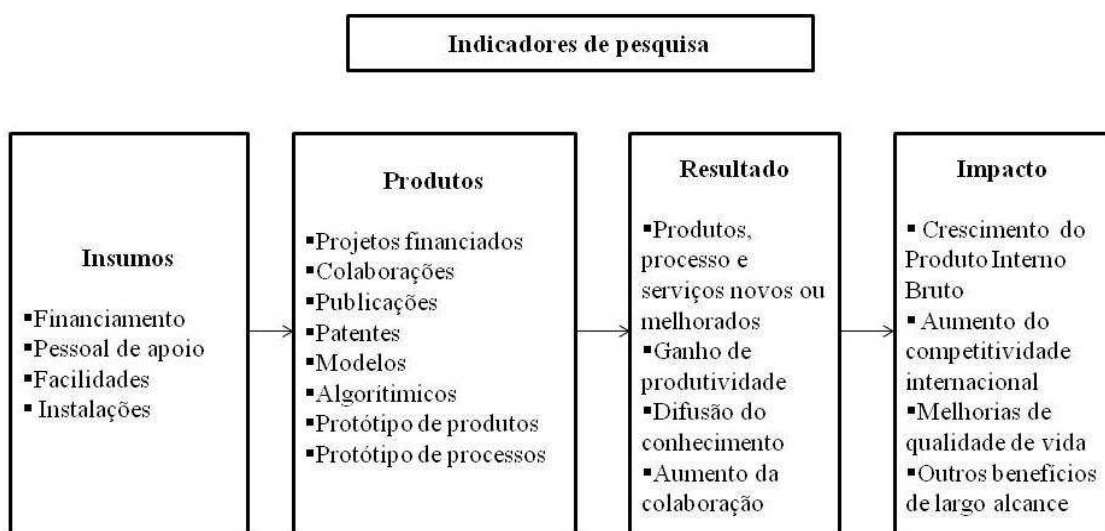 Indicadores de pesquisa
Insumos
▪Financiamento
▪Pessoal de apoio
▪Facilidades
▪ Instalações
Produtos
▪Projetos financiados
▪Colaborações
▪Publicações
▪Patentes
▪Modelos
▪Algorítimicos
▪Protótipo de produtos
▪Protótipo de processos
Resultado
▪Produtos,
processo e
serviços novos ou
melhorados
▪Ganho de
produtividade
▪Difusão do
conhecimento
▪Aumento da
colaboração
Impacto
▪ Crescimento do
Produto Interno
Bruto
▪ Aumento do
competitividade
internacional
▪Melhorias de
qualidade de vida
▪Outros benefícios
de largo alcance